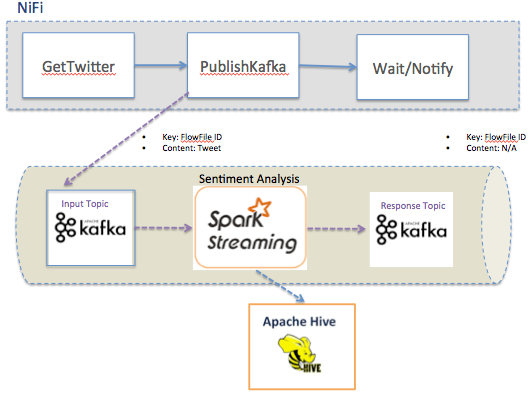 NiFi
GetTwitter
PublishKafka
Wait/Notify
• Key: FlowFile ID
• Content: Tweet
• Key: FlowFile ID
• Content: N/A
Sentiment Analysis
Input Topic
APACHE
kafka
Spark
Streaming
Response Topic
APACHE
kafka
Apache Hive
HIVE